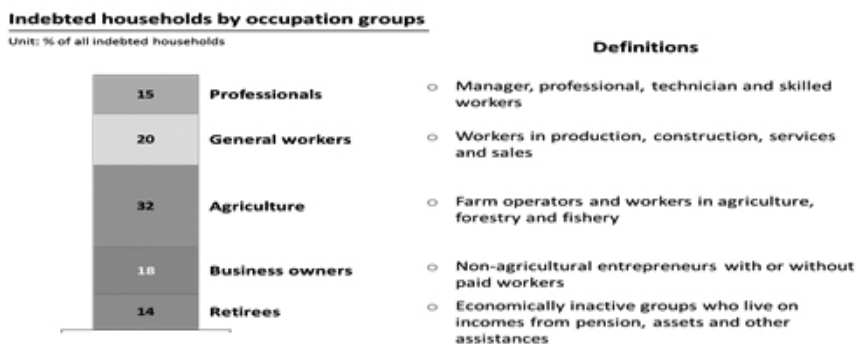 Indebted households by occupation groups
Unit: % of all indebted households
Definitions
15 Professionals
Manager, professional, technician and skilled
workers
20 General workers
Workers in production, construction, services
and sales
32 Agriculture
Farm operators and workers in agriculture,
forestry and fishery
18 Business owners
Non-agricultural entrepreneurs with or without
paid workers
14 Retirees
Economically inactive groups who live on
incomes from pension, assets and other
assistances